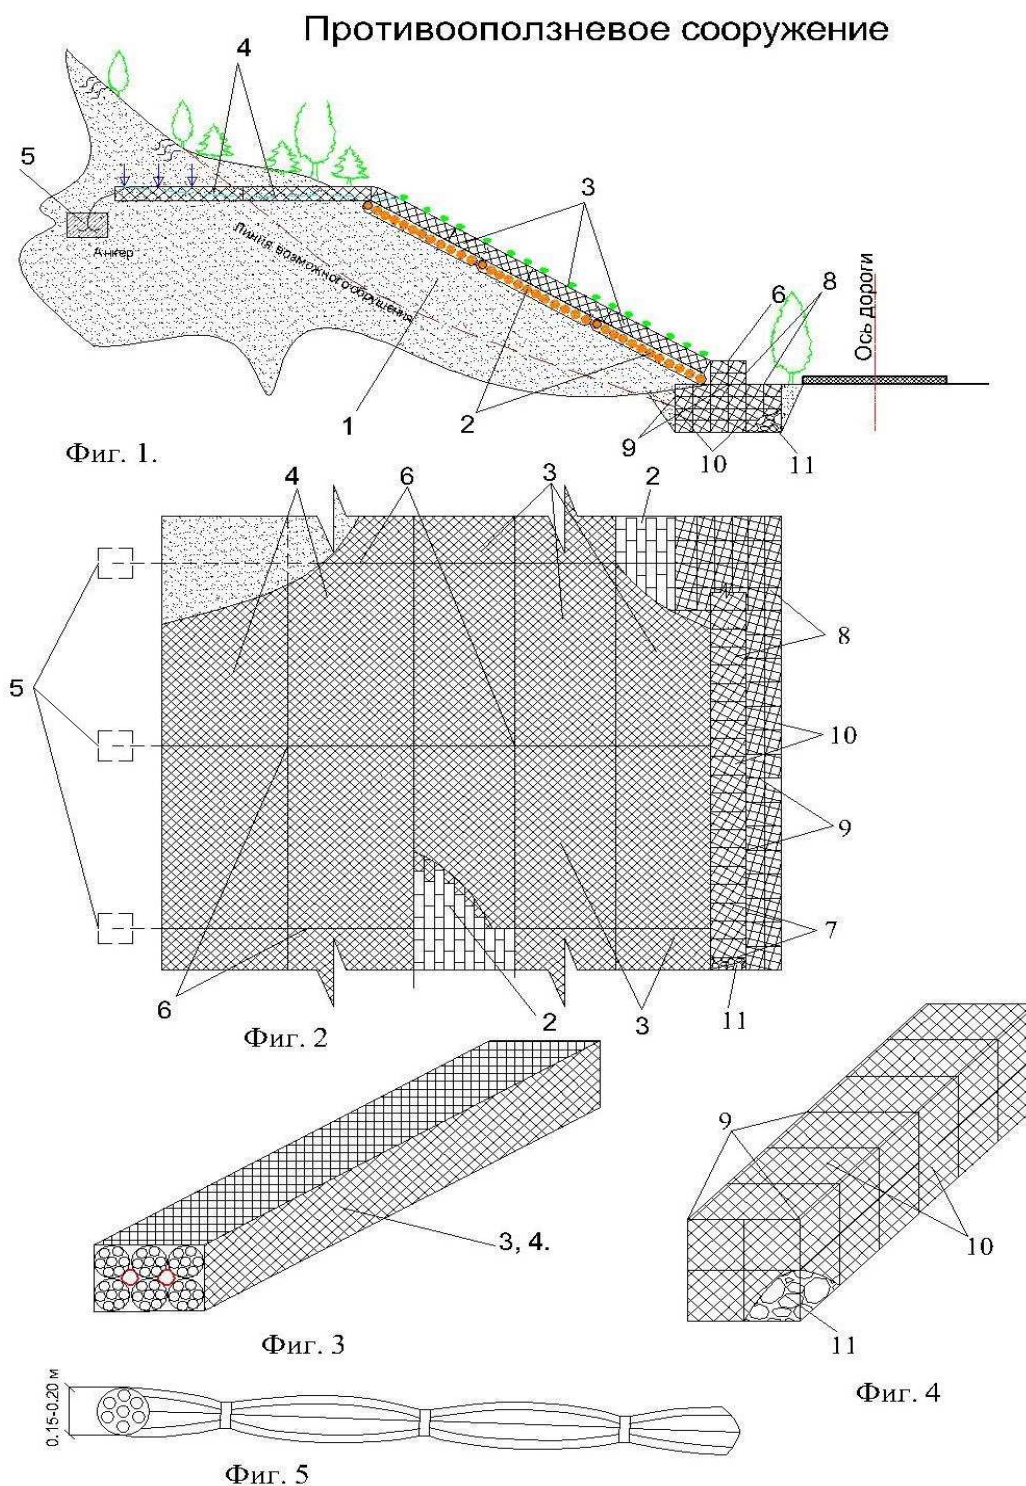 Противооползневое сооружение
4
5
3
Анкер
Линия возможного обрушения
6
8
Ось дороги
1
2
9
10
11
Фиг. 1.
4
6
3
2
5
8
10
9
7
6
2
3
11
Фиг. 2
9
3, 4.
10
11
Фиг. 3
Фиг. 4
0.15-0.20 м
Фиг. 5